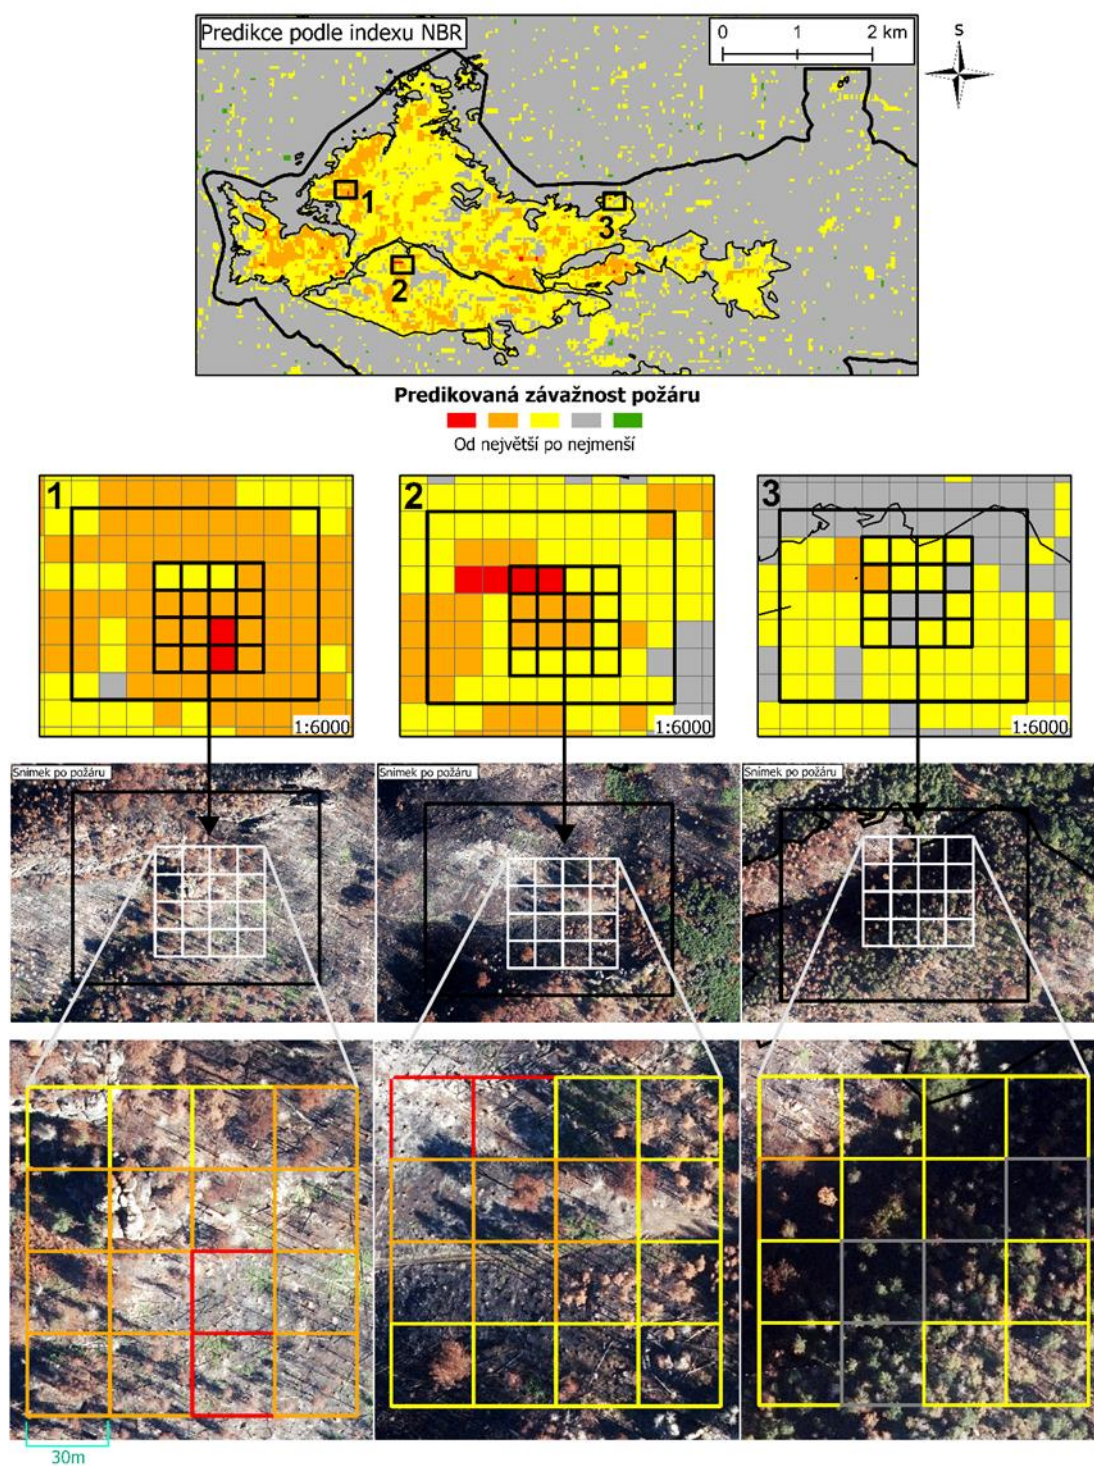 Predikce podle indexu NBR
0 1 2 km
S
1
2
3
Predikovaná závažnost požáru
Od největší po nejmenší
1
1:6000
2
1:6000
3
1:6000
Snímek po požáru
Snímek po požáru
Snímek po požáru
30m